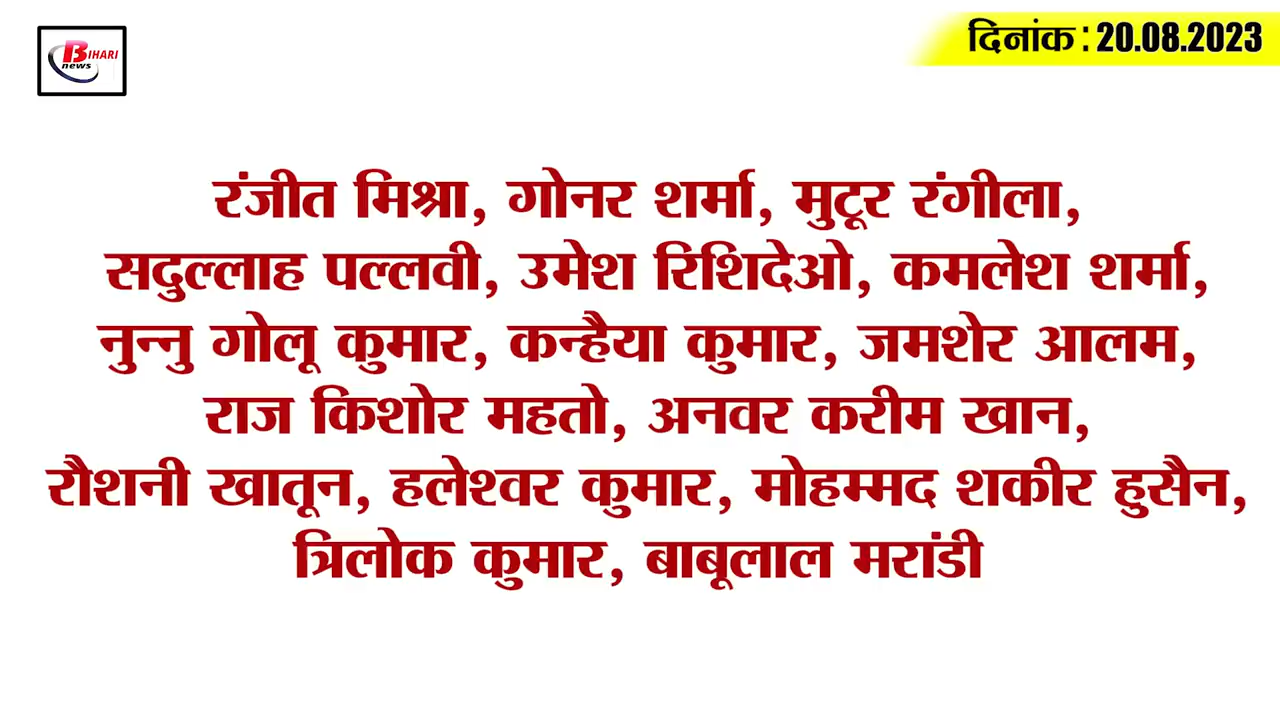 BIHARI
news
दिनांक : 20.08.2023
रंजीत मिश्रा, गोनर शर्मा, मुटूर रंगीला,
सदुल्लाह पल्लवी, उमेश रिशिदेओ, कमलेश शर्मा,
नुन्नु गोलू कुमार, कन्हैया कुमार, जमशेर आलम,
राज किशोर महतो, अनवर करीम खान,
रौशनी खातून, हलेश्वर कुमार, मोहम्मद शकीर हुसैन,
त्रिलोक कुमार, बाबूलाल मरांडी